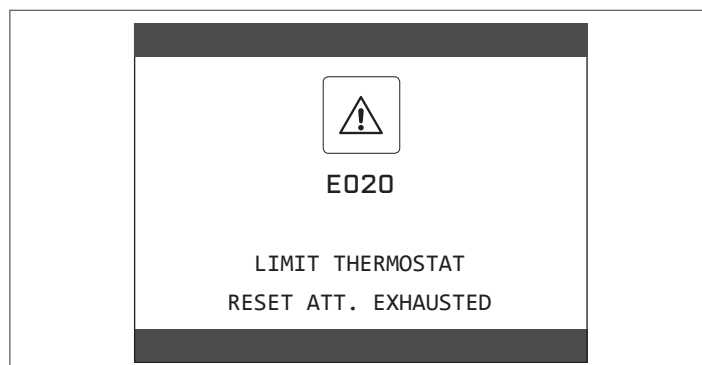 E020
LIMIT THERMOSTAT
RESET ATT. EXHAUSTED